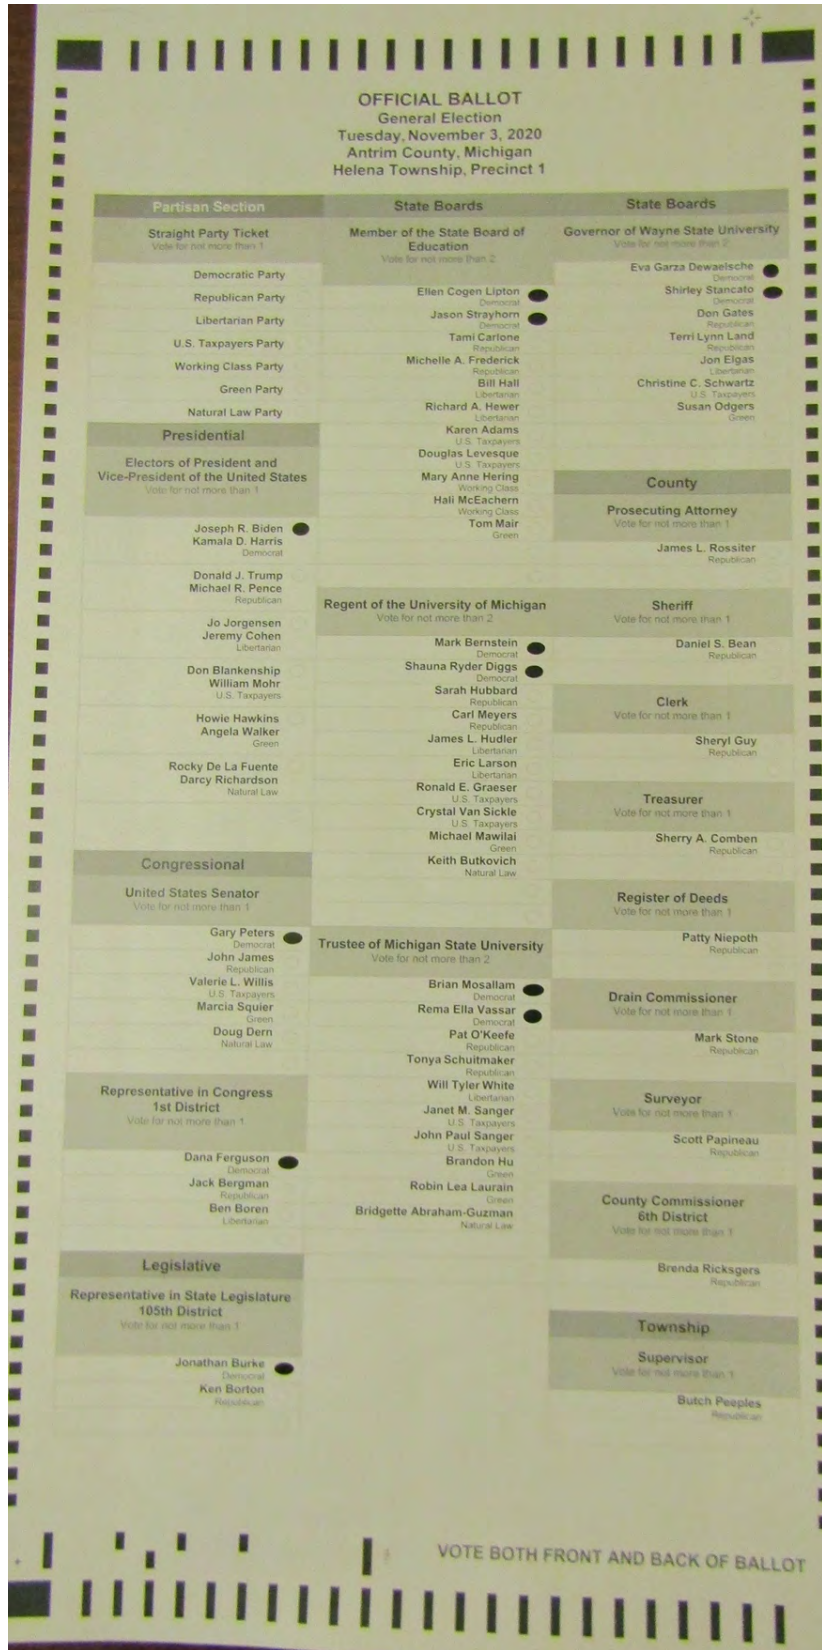 OFFICIAL BALLOT
General Election
Tuesday, November 3, 2020
Antrim County, Michigan
Helena Township, Precinct 1
Partisan Section
Straight Party Ticket
Vote for not more than 1
Democratic Party
Republican Party
Libertarian Party
U.S. Taxpayers Party
Working Class Party
Green Party
Natural Law Party
Presidential
Electors of President and
Vice-President of the United States
Vote for not more than 1
Joseph R. Biden
Kamala D. Harris
Democrat
Donald J. Trump
Michael R. Pence
Republican
Jo Jorgensen
Jeremy Cohen
Libertarian
Don Blankenship
William Mohr
U.S. Taxpayers
Howie Hawkins
Angela Walker
Green
Rocky De La Fuente
Darcy Richardson
Natural Law
Congressional
United States Senator
Vote for not more than 1
Gary Peters
Democrat
John James
Republican
Valerie L. Willis
U.S. Taxpayers
Marcia Squier
Green
Doug Dern
Natural Law
Representative in Congress
1st District
Vote for not more than 1
Dana Ferguson
Democrat
Jack Bergman
Republican
Ben Boren
Libertarian
Legislative
Representative in State Legislature
105th District
Vote for not more than 1
Jonathan Burke
Democrat
Ken Borton
Republican
State Boards
Member of the State Board of
Education
Vote for not more than 2
Ellen Cogen Lipton
Democrat
Jason Strayhorn
Democrat
Tami Carlone
Republican
Michelle A. Frederick
Republican
Bill Hall
Libertarian
Richard A. Hewer
Libertarian
Karen Adams
U.S. Taxpayers
Douglas Levesque
U.S. Taxpayers
Mary Anne Hering
Working Class
Hali McEachern
Working Class
Tom Mair
Green
Regent of the University of Michigan
Vote for not more than 2
Mark Bernstein
Democrat
Shauna Ryder Diggs
Democrat
Sarah Hubbard
Republican
Carl Meyers
Republican
James L. Hudler
Libertarian
Eric Larson
Libertarian
Ronald E. Graeser
U.S. Taxpayers
Crystal Van Sickle
U.S. Taxpayers
Michael Mawilai
Green
Keith Butkovich
Natural Law
Trustee of Michigan State University
Vote for not more than 2
Brian Mosallam
Democrat
Rema Ella Vassar
Democrat
Pat O'Keefe
Republican
Tonya Schuitmaker
Republican
Will Tyler White
Libertarian
Janet M. Sanger
U.S. Taxpayers
John Paul Sanger
U.S. Taxpayers
Brandon Hu
Green
Robin Lea Laurain
Green
Bridgette Abraham-Guzman
Natural Law
State Boards
Governor of Wayne State University
Vote for not more than 2
Eva Garza Dewaelsche
Democrat
Shirley Stancato
Democrat
Don Gates
Republican
Terri Lynn Land
Republican
Jon Elgas
Libertarian
Christine C. Schwartz
U.S. Taxpayers
Susan Odgers
Green
County
Prosecuting Attorney
Vote for not more than 1
James L. Rossiter
Republican
Sheriff
Vote for not more than 1
Daniel S. Bean
Republican
Clerk
Vote for not more than 1
Sheryl Guy
Republican
Treasurer
Vote for not more than 1
Sherry A. Comben
Republican
Register of Deeds
Vote for not more than 1
Patty Niepoth
Republican
Drain Commissioner
Vote for not more than 1
Mark Stone
Republican
Surveyor
Vote for not more than 1
Scott Papineau
Republican
County Commissioner
6th District
Vote for not more than 1
Brenda Ricksgers
Republican
Township
Supervisor
Vote for not more than 1
Butch Peeples
Republican
VOTE BOTH FRONT AND BACK OF BALLOT